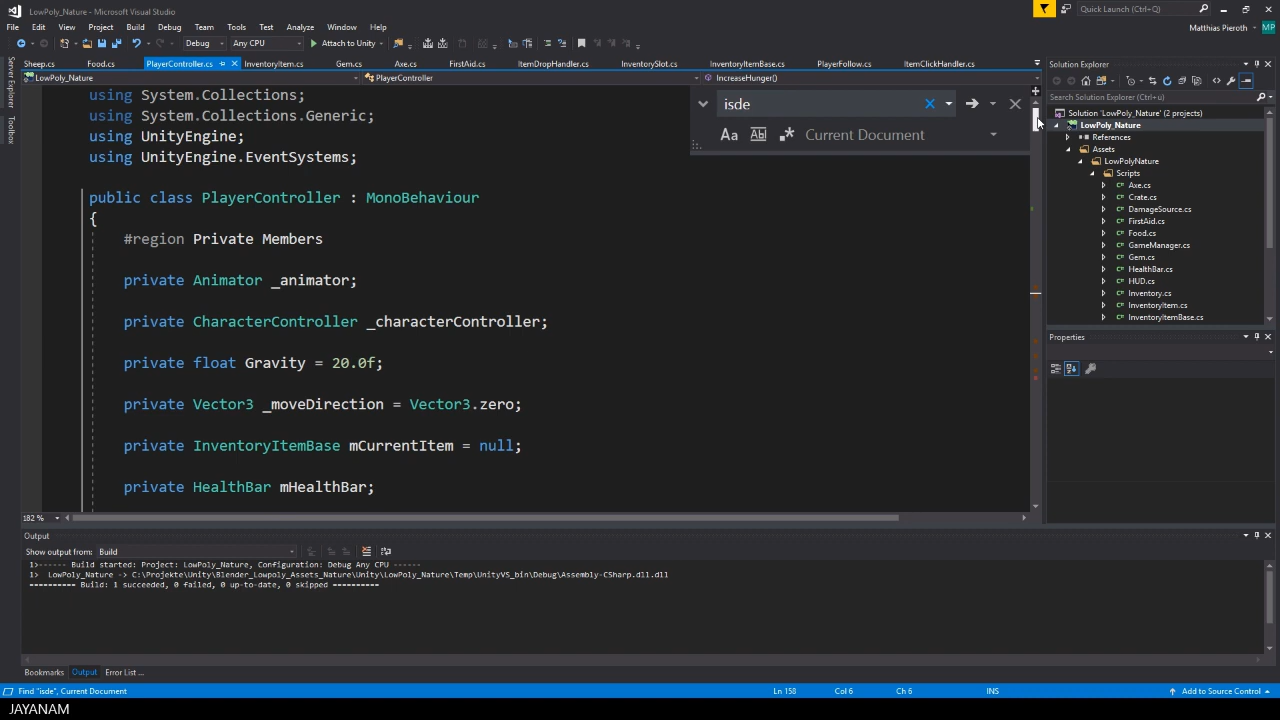 LowPoly_Nature - Microsoft Visual Studio
Quick Launch (Ctrl+Q)
File Edit View Project Build Debug Team Tools Test Analyze Window Help
Matthias Pieroth MP
Debug Any CPU Attach to Unity
Sheep.cs Food.cs PlayerController.cs InventoryItem.cs Gem.cs Axe.cs FirstAid.cs ItemDropHandler.cs InventorySlot.cs InventoryItemBase.cs PlayerFollow.cs ItemClickHandler.cs
LowPoly_Nature PlayerController IncreaseHunger()
Server Explorer
Toolbox
using System.Collections;
using System.Collections.Generic;
using UnityEngine;
using UnityEngine.EventSystems;
public class PlayerController : MonoBehaviour
{
#region Private Members
private Animator _animator;
private CharacterController _characterController;
private float Gravity = 20.0f;
private Vector3 _moveDirection = Vector3.zero;
private InventoryItemBase mCurrentItem = null;
private HealthBar mHealthBar;
isde
Aa Abl Current Document
182 %
Solution Explorer
Search Solution Explorer (Ctrl+ü)
Solution 'LowPoly_Nature' (2 projects)
LowPoly_Nature
References
Assets
LowPolyNature
Scripts
Axe.cs
Crate.cs
DamageSource.cs
FirstAid.cs
Food.cs
GameManager.cs
Gem.cs
HealthBar.cs
HUD.cs
Inventory.cs
InventoryItem.cs
InventoryItemBase.cs
Properties
Output
Show output from: Build
1>------ Build started: Project: LowPoly_Nature, Configuration: Debug Any CPU ------
1> LowPoly_Nature -> C:\Projekte\Unity\Blender_Lowpoly_Assets_Nature\Unity\LowPoly_Nature\Temp\UnityVS_bin\Debug\Assembly-CSharp.dll.dll
========== Build: 1 succeeded, 0 failed, 0 up-to-date, 0 skipped ==========
Bookmarks Output Error List ...
Find "isde", Current Document Ln 158 Col 6 Ch 6 INS Add to Source Control
JAYANAM